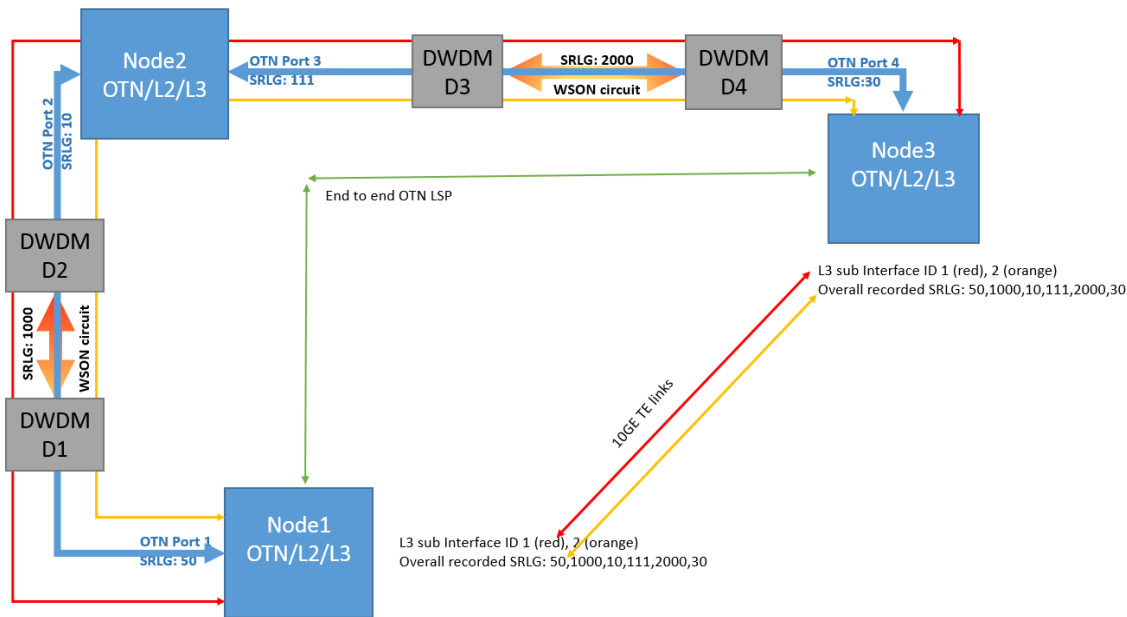 Node2
OTN/L2/L3
OTN Port 3
SRLG: 111
DWDM
D3
SRLG: 2000
WSON circuit
DWDM
D4
OTN Port 4
SRLG:30
Node3
OTN/L2/L3
OTN Port 2
SRLG: 10
End to end OTN LSP
DWDM
D2
SRLG: 1000
WSON circuit
L3 sub Interface ID 1 (red), 2 (orange)
Overall recorded SRLG: 50,1000,10,111,2000,30
10GE TE links
DWDM
D1
Node1
OTN/L2/L3
OTN Port 1
SRLG: 50
L3 sub Interface ID 1 (red), 2 (orange)
Overall recorded SRLG: 50,1000,10,111,2000,30